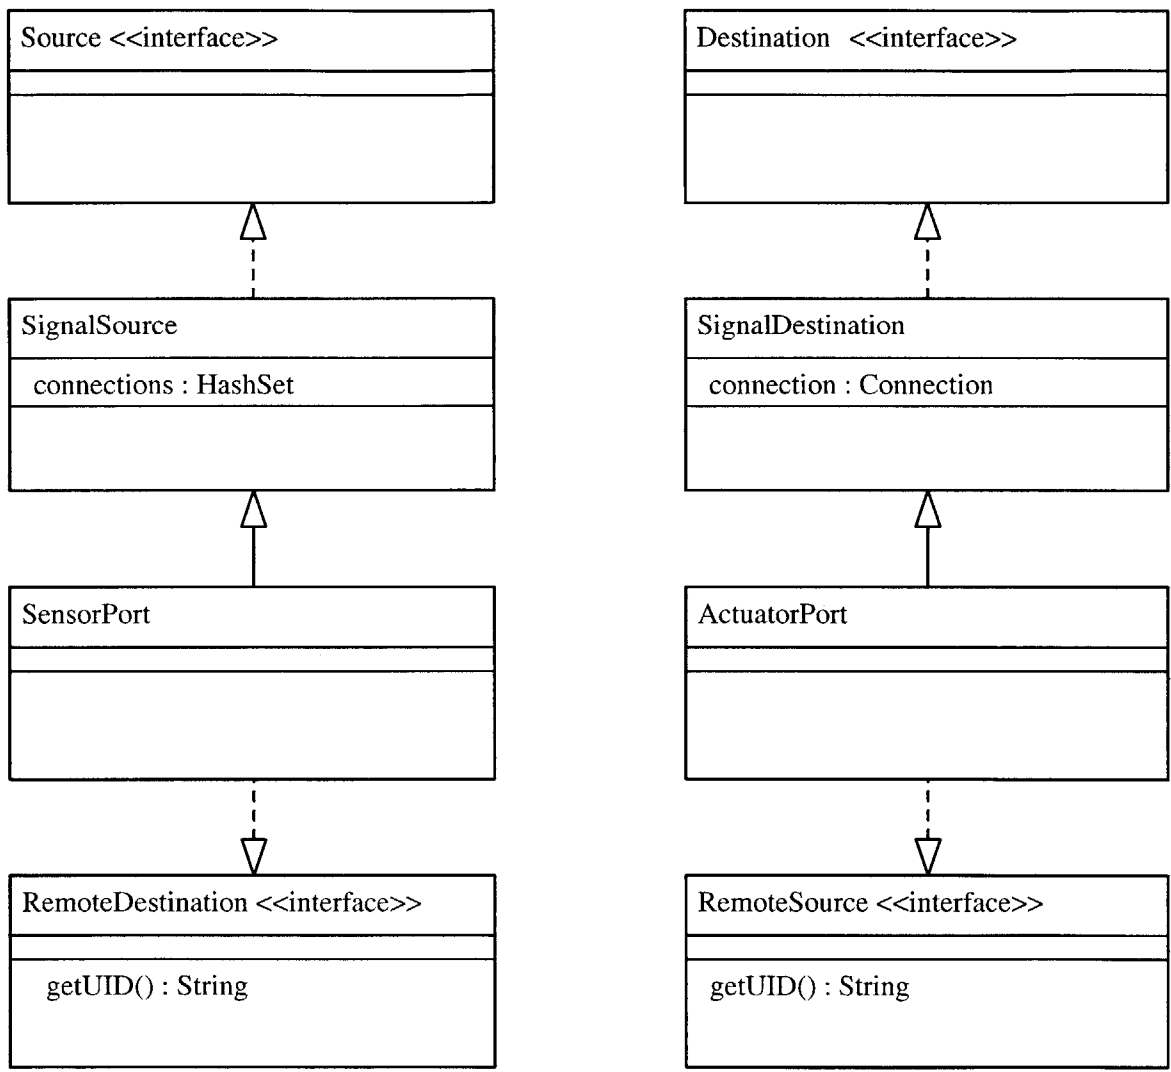 Source <<interface>>
Destination <<interface>>
SignalSource
connections : HashSet
SignalDestination
connection : Connection
SensorPort
ActuatorPort
RemoteDestination <<interface>>
getUID() : String
RemoteSource <<interface>>
getUID() : String